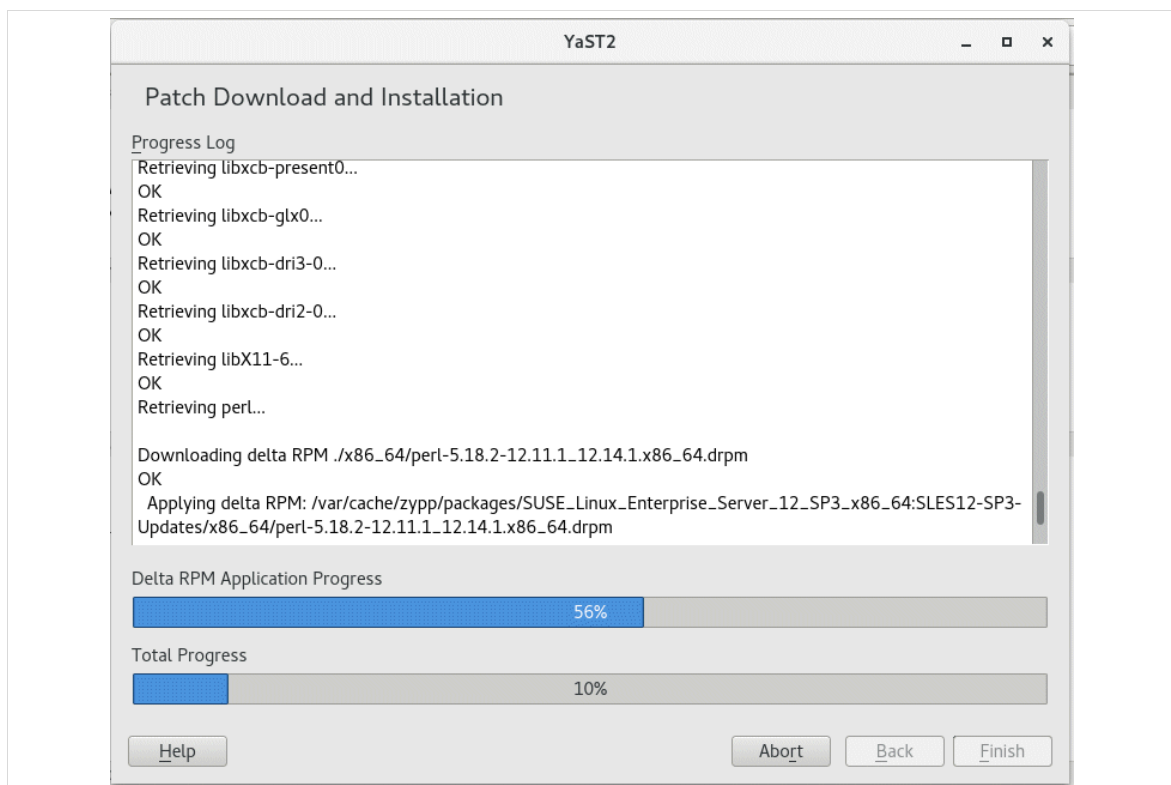 YaST2
Patch Download and Installation
Progress Log
Retrieving libxcb-present0...
OK
Retrieving libxcb-glx0...
OK
Retrieving libxcb-dri3-0...
OK
Retrieving libxcb-dri2-0...
OK
Retrieving libX11-6...
OK
Retrieving perl...
Downloading delta RPM ./x86_64/perl-5.18.2-12.11.1_12.14.1.x86_64.drpm
OK
Applying delta RPM: /var/cache/zypp/packages/SUSE_Linux_Enterprise_Server_12_SP3_x86_64:SLES12-SP3-
Updates/x86_64/perl-5.18.2-12.11.1_12.14.1.x86_64.drpm
Delta RPM Application Progress
56%
Total Progress
10%
Help Abort Back Finish